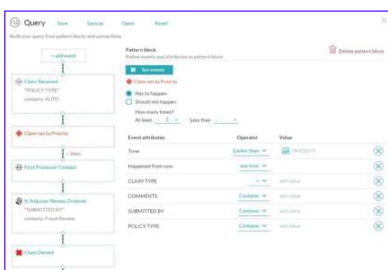 Query Save Save as Open Reset
Build your query from pattern blocks and connections
+ add event
Claim Received
"POLICY TYPE"
contains: AUTO
Claim set to Priority
First Processor Contact
Is Adjuster Review Ordered
"SUBMITTED BY"
contains: Fraud Review
Claim Denied
Pattern block
Delete pattern block
Define events and attributes in pattern block
Set events
Claim set to Priority
Has to happen
Should not happen
How many times?
At least - 1 + Less than - +
Event attributes Operator Value
Time Earlier than
Happened from now any time
CLAIM TYPE add value
COMMENTS Contains add value
SUBMITTED BY Contains add value
POLICY TYPE Contains add value